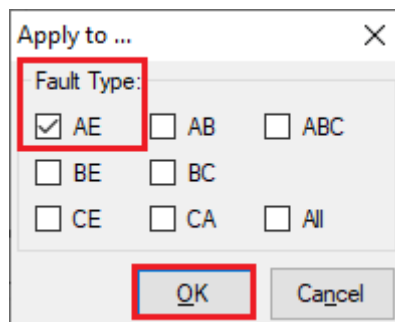 Apply to ...
Fault Type:
AE AB ABC
BE BC
CE CA All
OK Cancel